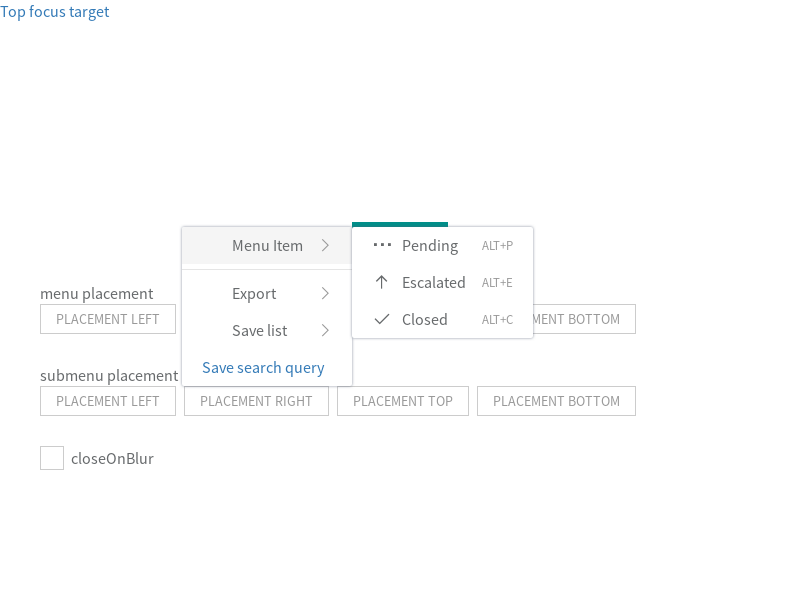 Top focus target
Menu Item
Pending ALT+P
Escalated ALT+E
Closed ALT+C
Export
Save list
Save search query
menu placement
PLACEMENT LEFT
MENT BOTTOM
submenu placement
PLACEMENT LEFT PLACEMENT RIGHT PLACEMENT TOP PLACEMENT BOTTOM
closeOnBlur